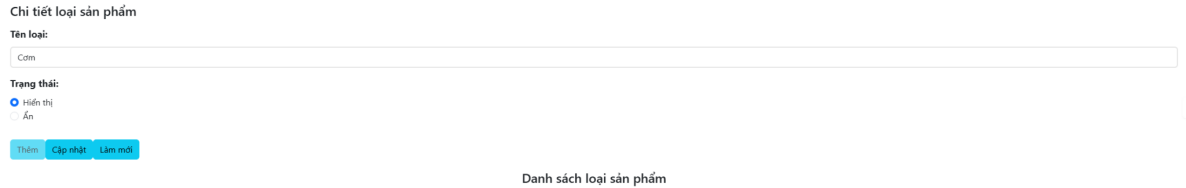 Chi tiết loại sản phẩm
Tên loại:
Cơm
Trạng thái:
Hiển thị
Ẩn
Thêm Cập nhật Làm mới
Danh sách loại sản phẩm